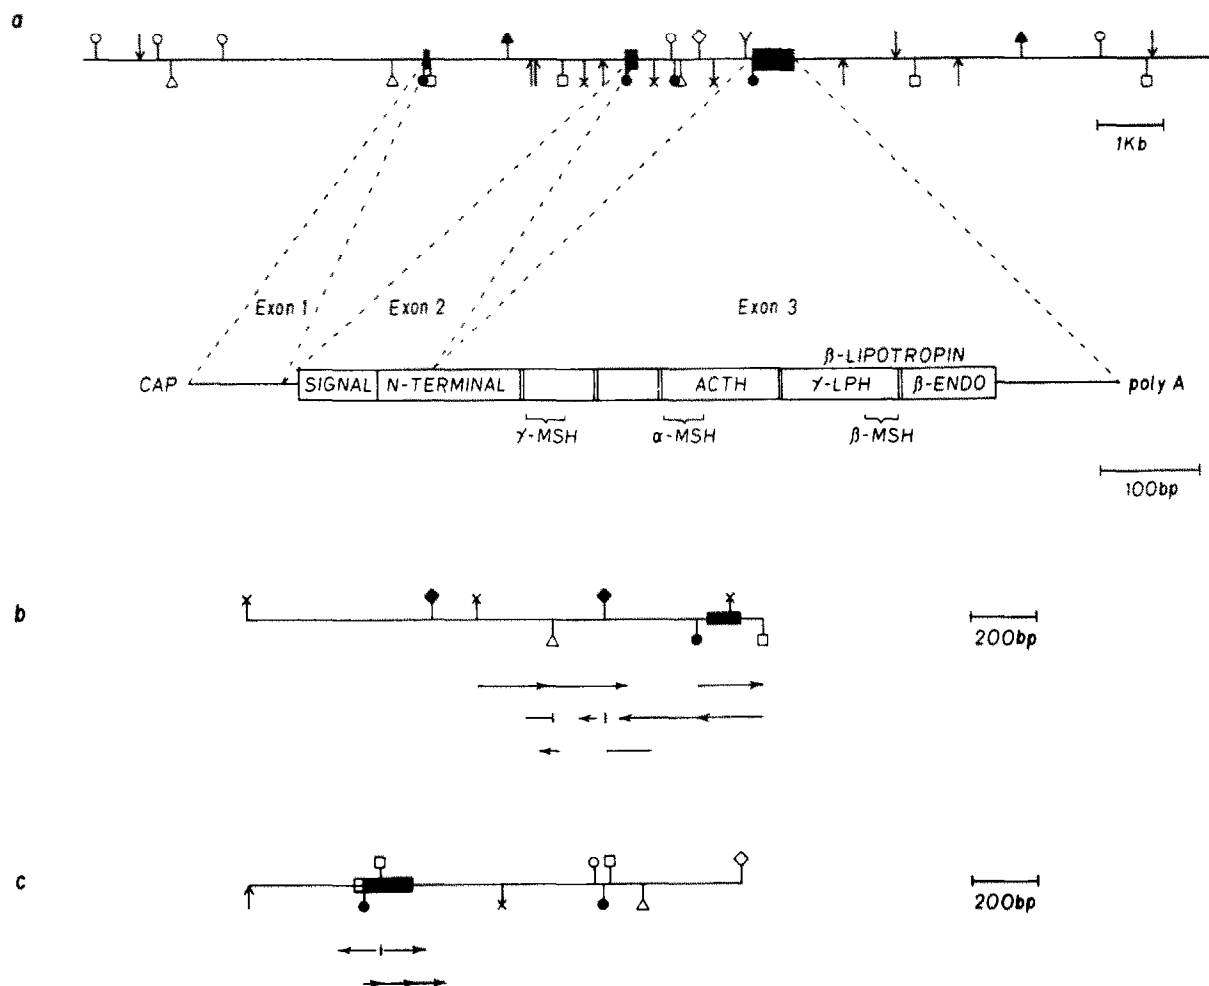 a
1Kb
Exon 1
Exon 2
Exon 3
β-LIPOTROPIN
CAP
SIGNAL
N-TERMINAL
ACTH
γ-LPH
β-ENDO
poly A
γ-MSH
α-MSH
β-MSH
100bp
b
200bp
c
200bp